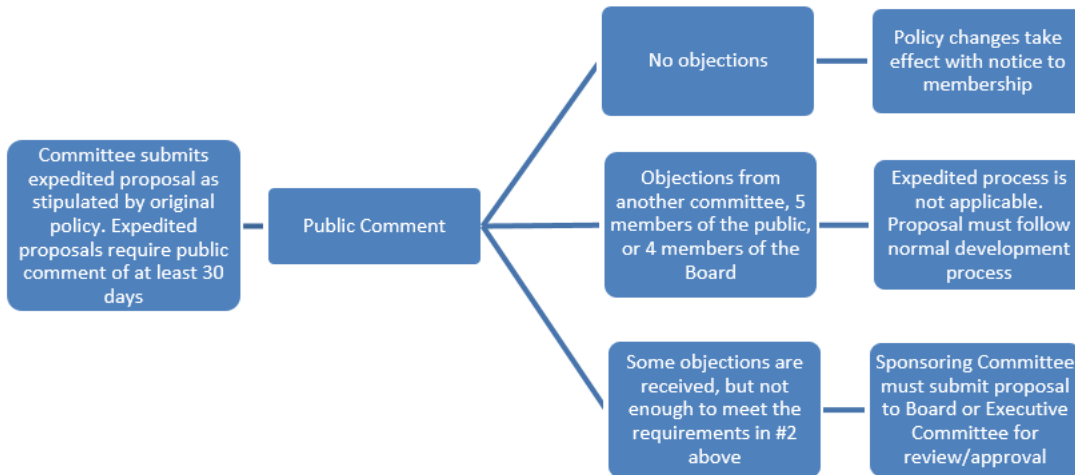 Committee submits
expedited proposal as
stipulated by original
policy. Expedited
proposals require public
comment of at least 30
days
Public Comment
No objections
Policy changes take
effect with notice to
membership
Objections from
another committee, 5
members of the public,
or 4 members of the
Board
Expedited process is
not applicable.
Proposal must follow
normal development
process
Some objections are
received, but not
enough to meet the
requirements in #2
above
Sponsoring Committee
must submit proposal
to Board or Executive
Committee for
review/approval